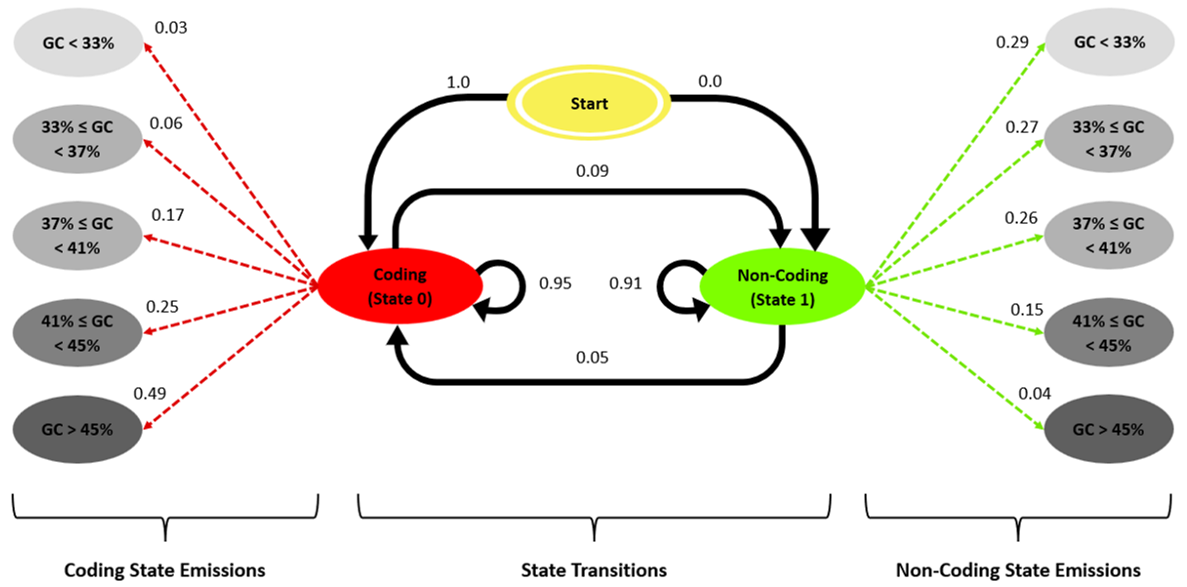 GC < 33%
0.03
33% ≤ GC
< 37%
0.06
37% ≤ GC
< 41%
0.17
41% ≤ GC
< 45%
0.25
GC > 45%
0.49
Start
1.0
0.0
0.09
Coding
(State 0)
0.95
0.91
Non-Coding
(State 1)
0.05
0.29
GC < 33%
0.27
33% ≤ GC
< 37%
0.26
37% ≤ GC
< 41%
0.15
41% ≤ GC
< 45%
0.04
GC > 45%
Coding State Emissions
State Transitions
Non-Coding State Emissions